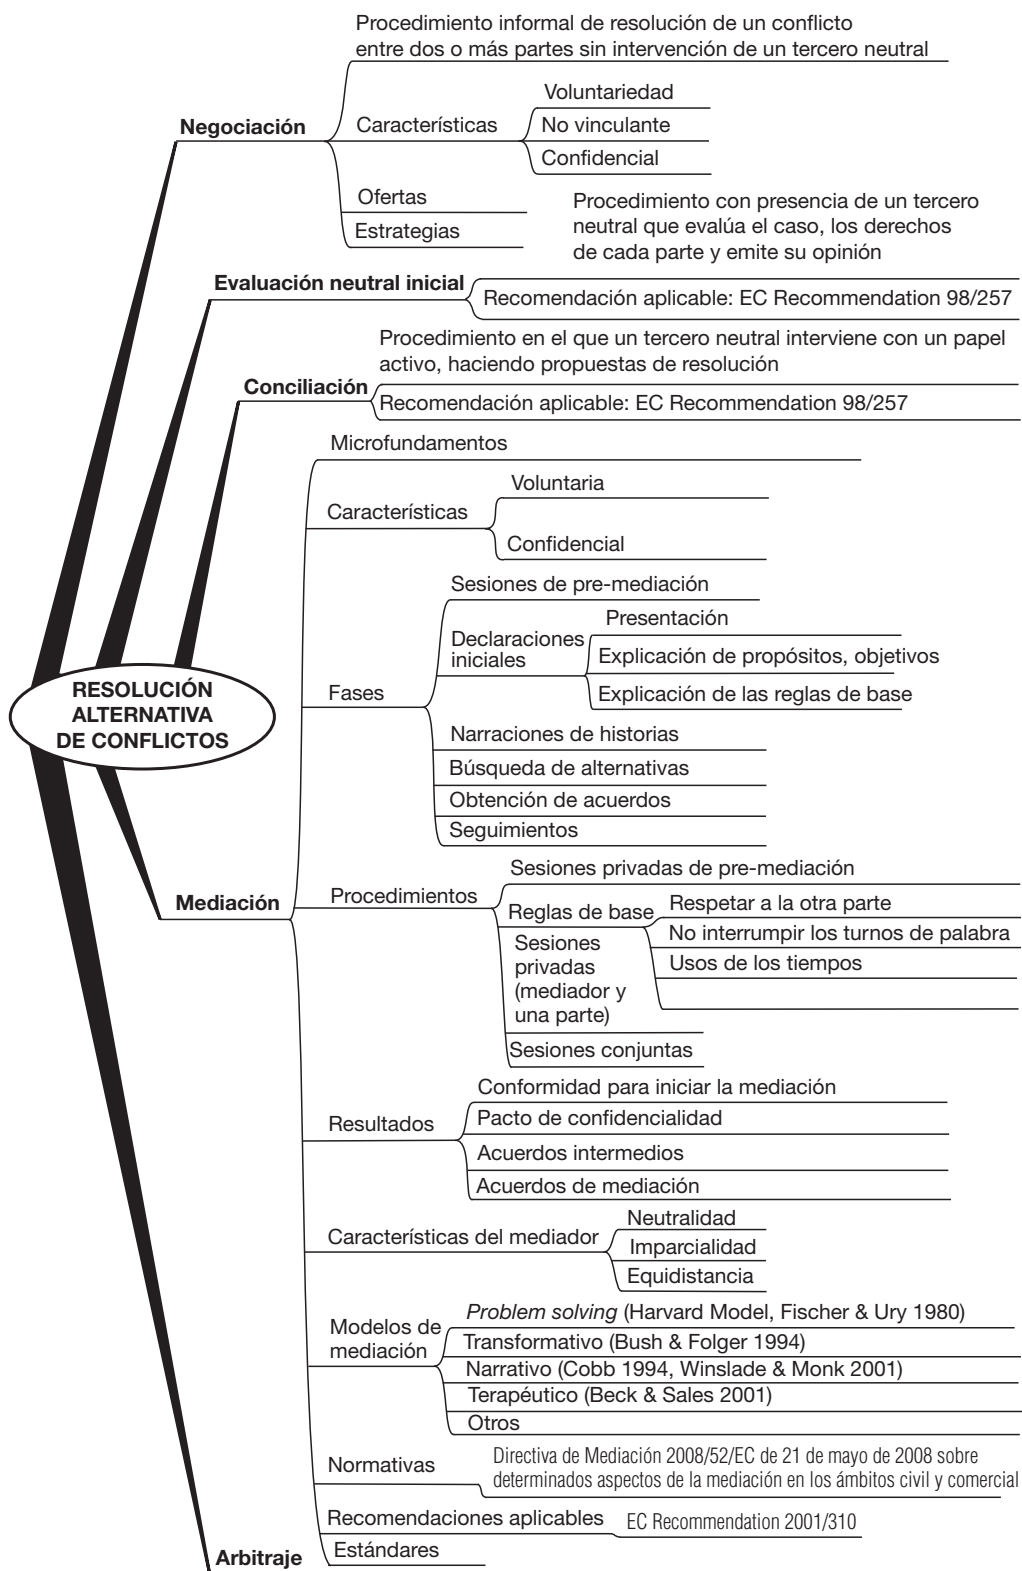 Procedimiento informal de resolución de un conflicto
entre dos o más partes sin intervención de un tercero neutral
Negociación
Características
Voluntariedad
No vinculante
Confidencial
Ofertas
Estrategias
Procedimiento con presencia de un tercero
neutral que evalúa el caso, los derechos
de cada parte y emite su opinión
Evaluación neutral inicial
Recomendación aplicable: EC Recommendation 98/257
Procedimiento en el que un tercero neutral interviene con un papel
activo, haciendo propuestas de resolución
Conciliación
Recomendación aplicable: EC Recommendation 98/257
RESOLUCIÓN
ALTERNATIVA
DE CONFLICTOS
Mediación
Microfundamentos
Características
Voluntaria
Confidencial
Fases
Sesiones de pre-mediación
Declaraciones
iniciales
Presentación
Explicación de propósitos, objetivos
Explicación de las reglas de base
Narraciones de historias
Búsqueda de alternativas
Obtención de acuerdos
Seguimientos
Procedimientos
Sesiones privadas de pre-mediación
Reglas de base
Respetar a la otra parte
No interrumpir los turnos de palabra
Usos de los tiempos
Sesiones
privadas
(mediador y
una parte)
Sesiones conjuntas
Resultados
Conformidad para iniciar la mediación
Pacto de confidencialidad
Acuerdos intermedios
Acuerdos de mediación
Características del mediador
Neutralidad
Imparcialidad
Equidistancia
Modelos de
mediación
Problem solving (Harvard Model, Fischer & Ury 1980)
Transformativo (Bush & Folger 1994)
Narrativo (Cobb 1994, Winslade & Monk 2001)
Terapéutico (Beck & Sales 2001)
Otros
Normativas
Directiva de Mediación 2008/52/EC de 21 de mayo de 2008 sobre
determinados aspectos de la mediación en los ámbitos civil y comercial
Recomendaciones aplicables
EC Recommendation 2001/310
Estándares
Arbitraje